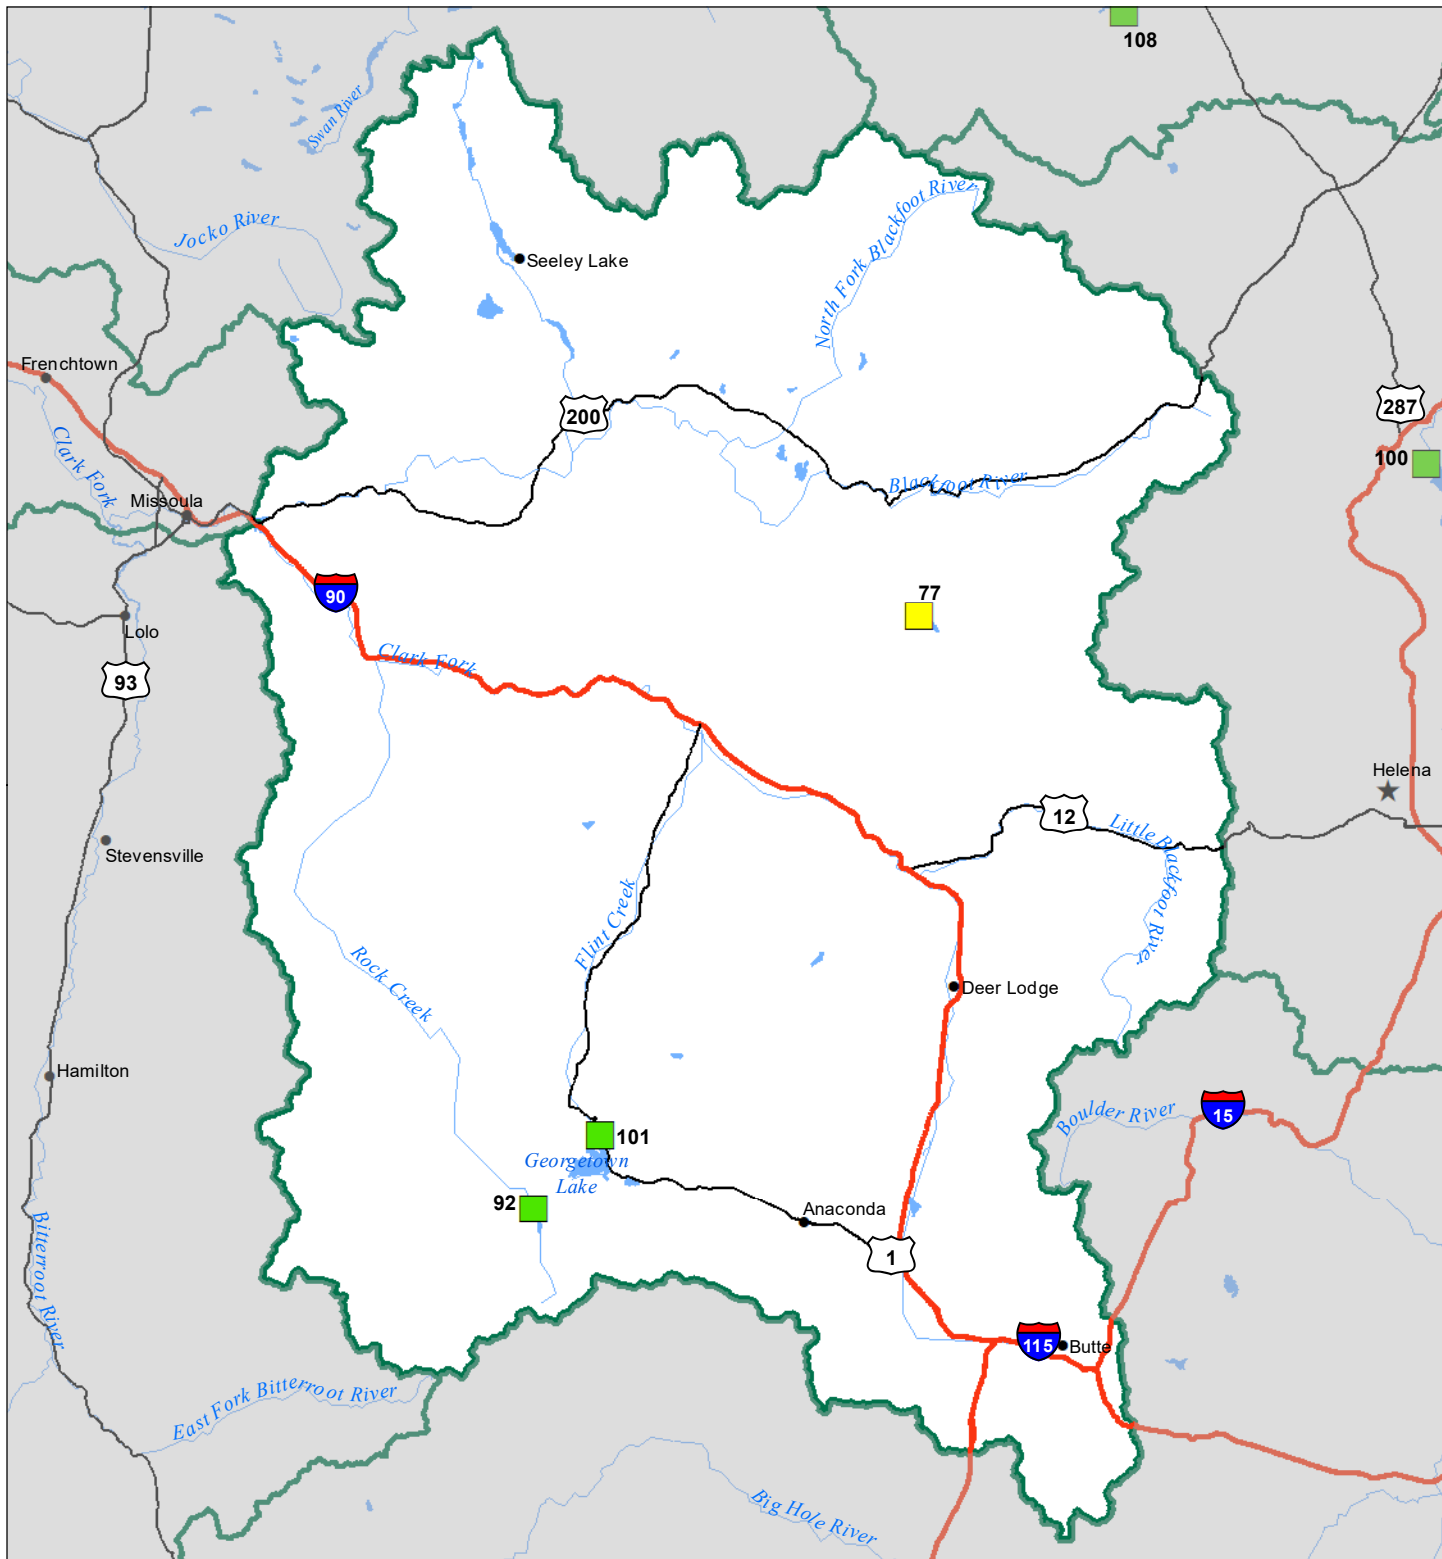 108
Swan River
Jocko River
North Fork Blackfoot River
Seeley Lake
Frenchtown
200
287
100
Clark Fork
Blackfoot River
Missoula
90
77
Lolo
Clark Fork
93
Helena
12
Little Blackfoot River
Stevensville
Flint Creek
Rock Creek
Deer Lodge
Hamilton
15
Boulder River
101
Georgetown
Lake
92
Anaconda
1
Bitterroot River
115
Butte
East Fork Bitterroot River
Big Hole River